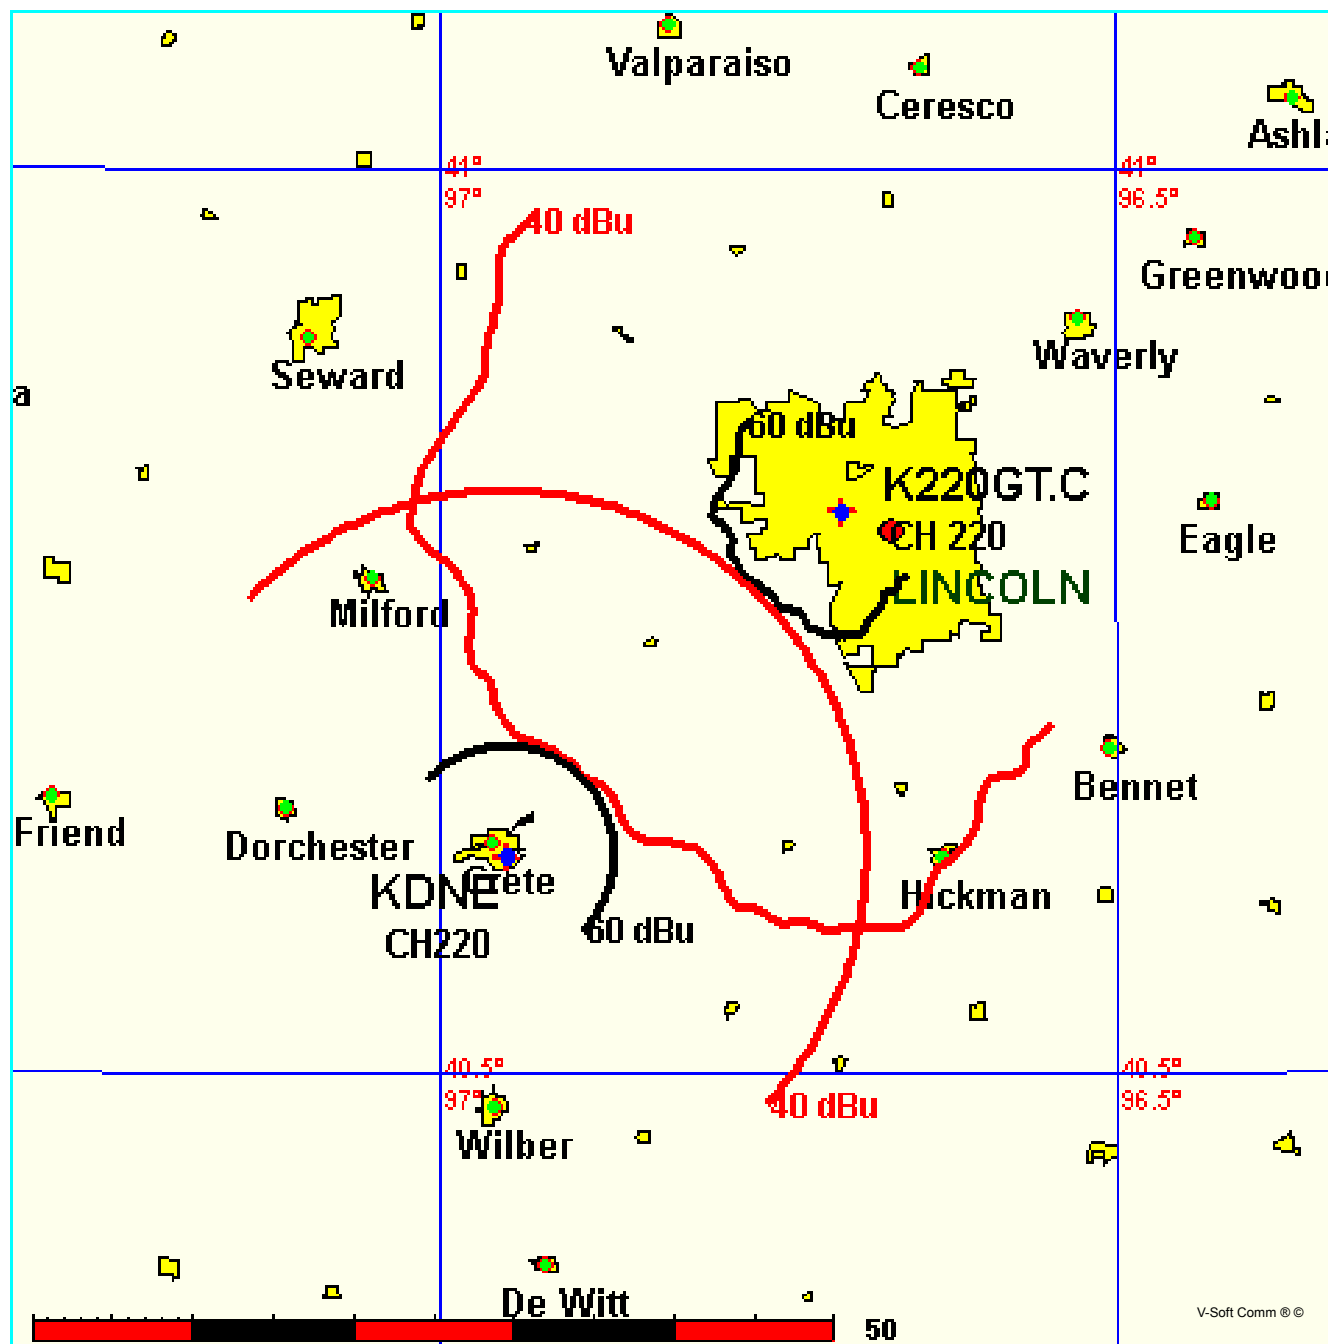 Valparaiso
Ceresco
41°
97°
41°
96.5°
40 dBu
Greenwood
Seward
Waverly
a
60 dBu
K220GT.C
CH 220
LINCOLN
Eagle
Milford
Bennet
Friend
Dorchester
Crete
KDNE
CH220
60 dBu
Hickman
40.5°
97°
40.5°
96.5°
40 dBu
Wilber
De Witt
50
V-Soft Comm ® ©